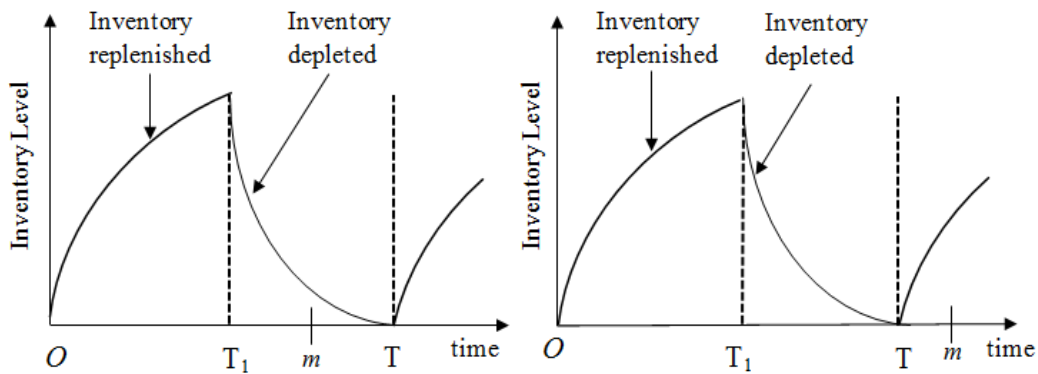 Inventory
replenished
Inventory
depleted
Inventory Level
O
T1
m
T
time
Inventory
replenished
Inventory
depleted
Inventory Level
O
T1
T
m
time